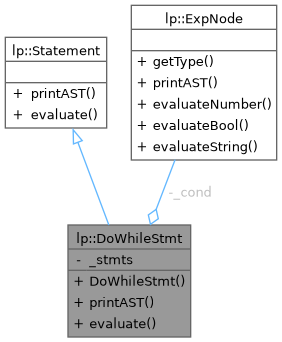 lp::ExpNode
+ getType()
+ printAST()
+ evaluateNumber()
+ evaluateBool()
+ evaluateString()
lp::Statement
+ printAST()
+ evaluate()
-_cond
lp::DoWhileStmt
- _stmts
+ DoWhileStmt()
+ printAST()
+ evaluate()